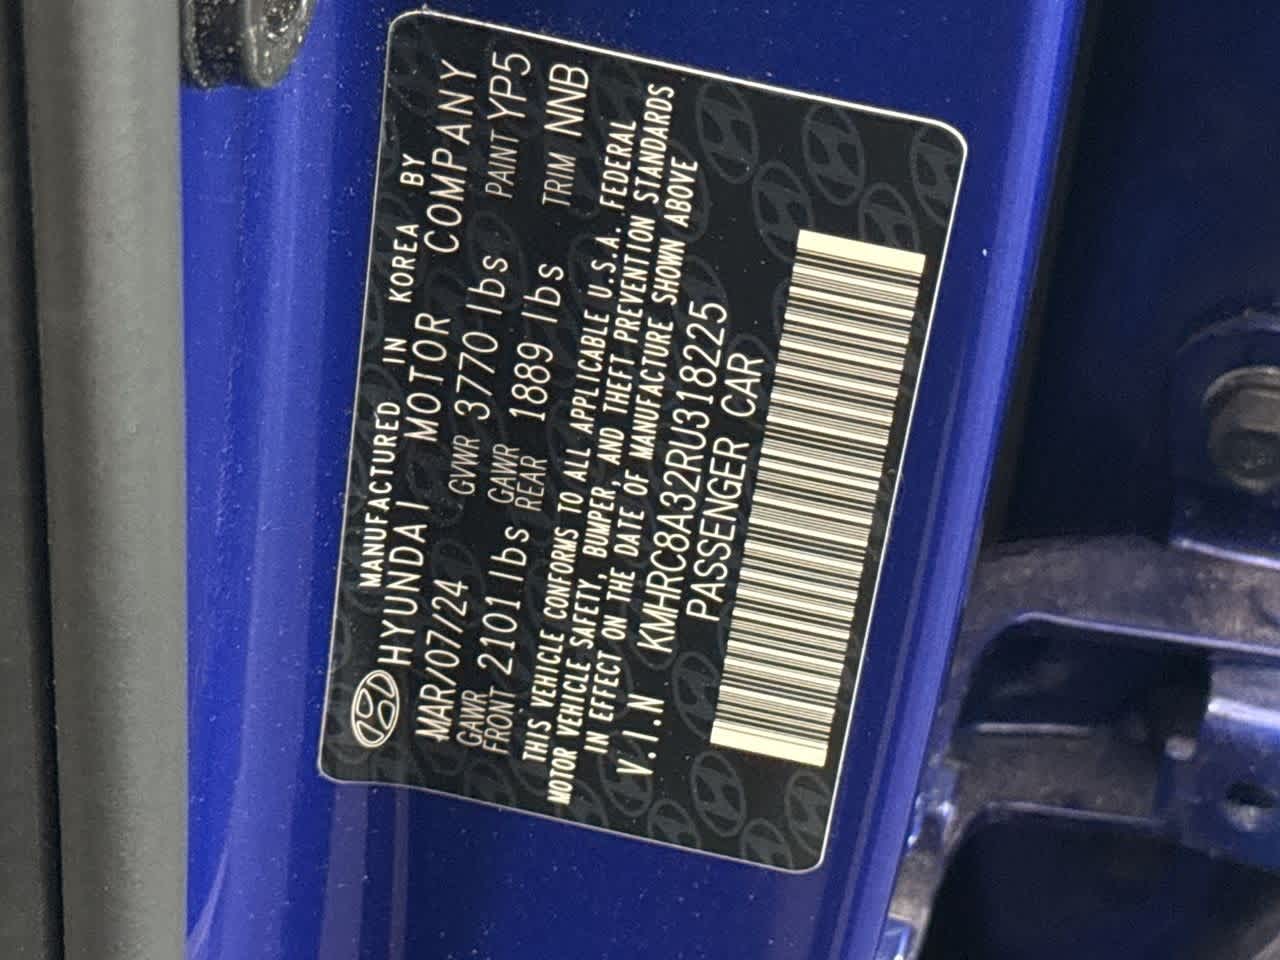 MANUFACTURED IN KOREA BY
HYUNDAI MOTOR COMPANY
MAR/07/24 GVWR 3770 lbs PAINT YP5
GAWR FRONT 2101 lbs GAWR REAR 1889 lbs TRIM NNB
THIS VEHICLE CONFORMS TO ALL APPLICABLE U.S.A. FEDERAL
MOTOR VEHICLE SAFETY, BUMPER, AND THEFT PREVENTION STANDARDS
IN EFFECT ON THE DATE OF MANUFACTURE SHOWN ABOVE
V.I.N KMHRC8A32RU318225
PASSENGER CAR